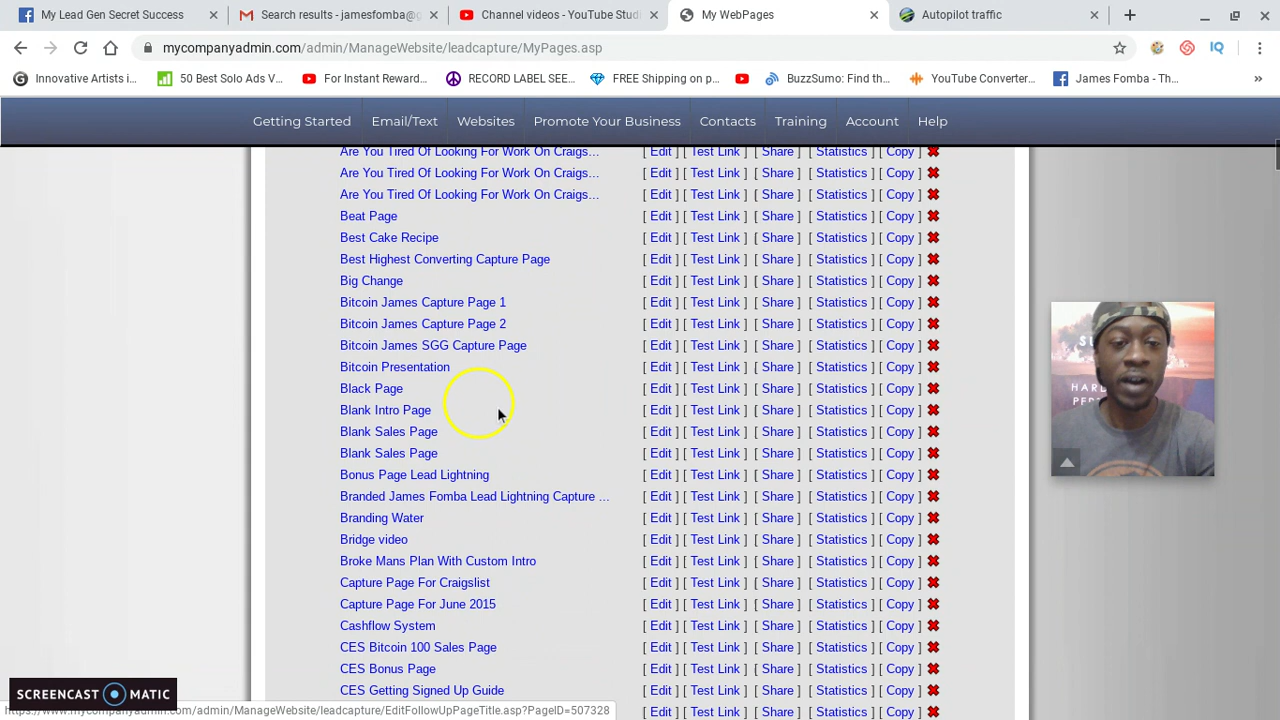 My Lead Gen Secret Success
Search results - jamesfomba@g
Channel videos - YouTube Studi
My WebPages
Autopilot traffic
mycompanyadmin.com/admin/ManageWebsite/leadcapture/MyPages.asp
Innovative Artists i...
50 Best Solo Ads V...
For Instant Reward...
RECORD LABEL SEE...
FREE Shipping on p...
BuzzSumo: Find th...
YouTube Converter...
James Fomba - Th...
Getting Started
Email/Text
Websites
Promote Your Business
Contacts
Training
Account
Help
Are You Tired Of Looking For Work On Craigs... [ Edit ] [ Test Link ] [ Share ] [ Statistics ] [ Copy ]
Are You Tired Of Looking For Work On Craigs... [ Edit ] [ Test Link ] [ Share ] [ Statistics ] [ Copy ]
Are You Tired Of Looking For Work On Craigs... [ Edit ] [ Test Link ] [ Share ] [ Statistics ] [ Copy ]
Beat Page [ Edit ] [ Test Link ] [ Share ] [ Statistics ] [ Copy ]
Best Cake Recipe [ Edit ] [ Test Link ] [ Share ] [ Statistics ] [ Copy ]
Best Highest Converting Capture Page [ Edit ] [ Test Link ] [ Share ] [ Statistics ] [ Copy ]
Big Change [ Edit ] [ Test Link ] [ Share ] [ Statistics ] [ Copy ]
Bitcoin James Capture Page 1 [ Edit ] [ Test Link ] [ Share ] [ Statistics ] [ Copy ]
Bitcoin James Capture Page 2 [ Edit ] [ Test Link ] [ Share ] [ Statistics ] [ Copy ]
Bitcoin James SGG Capture Page [ Edit ] [ Test Link ] [ Share ] [ Statistics ] [ Copy ]
Bitcoin Presentation [ Edit ] [ Test Link ] [ Share ] [ Statistics ] [ Copy ]
Black Page [ Edit ] [ Test Link ] [ Share ] [ Statistics ] [ Copy ]
Blank Intro Page [ Edit ] [ Test Link ] [ Share ] [ Statistics ] [ Copy ]
Blank Sales Page [ Edit ] [ Test Link ] [ Share ] [ Statistics ] [ Copy ]
Blank Sales Page [ Edit ] [ Test Link ] [ Share ] [ Statistics ] [ Copy ]
Bonus Page Lead Lightning [ Edit ] [ Test Link ] [ Share ] [ Statistics ] [ Copy ]
Branded James Fomba Lead Lightning Capture ... [ Edit ] [ Test Link ] [ Share ] [ Statistics ] [ Copy ]
Branding Water [ Edit ] [ Test Link ] [ Share ] [ Statistics ] [ Copy ]
Bridge video [ Edit ] [ Test Link ] [ Share ] [ Statistics ] [ Copy ]
Broke Mans Plan With Custom Intro [ Edit ] [ Test Link ] [ Share ] [ Statistics ] [ Copy ]
Capture Page For Craigslist [ Edit ] [ Test Link ] [ Share ] [ Statistics ] [ Copy ]
Capture Page For June 2015 [ Edit ] [ Test Link ] [ Share ] [ Statistics ] [ Copy ]
Cashflow System [ Edit ] [ Test Link ] [ Share ] [ Statistics ] [ Copy ]
CES Bitcoin 100 Sales Page [ Edit ] [ Test Link ] [ Share ] [ Statistics ] [ Copy ]
CES Bonus Page [ Edit ] [ Test Link ] [ Share ] [ Statistics ] [ Copy ]
CES Getting Signed Up Guide [ Edit ] [ Test Link ] [ Share ] [ Statistics ] [ Copy ]
[ Edit ] [ Test Link ] [ Share ] [ Statistics ] [ Copy ]
SCREENCAST MATIC
https://www.mycompanyadmin.com/admin/ManageWebsite/leadcapture/EditFollowUpPageTitle.asp?PageID=507328